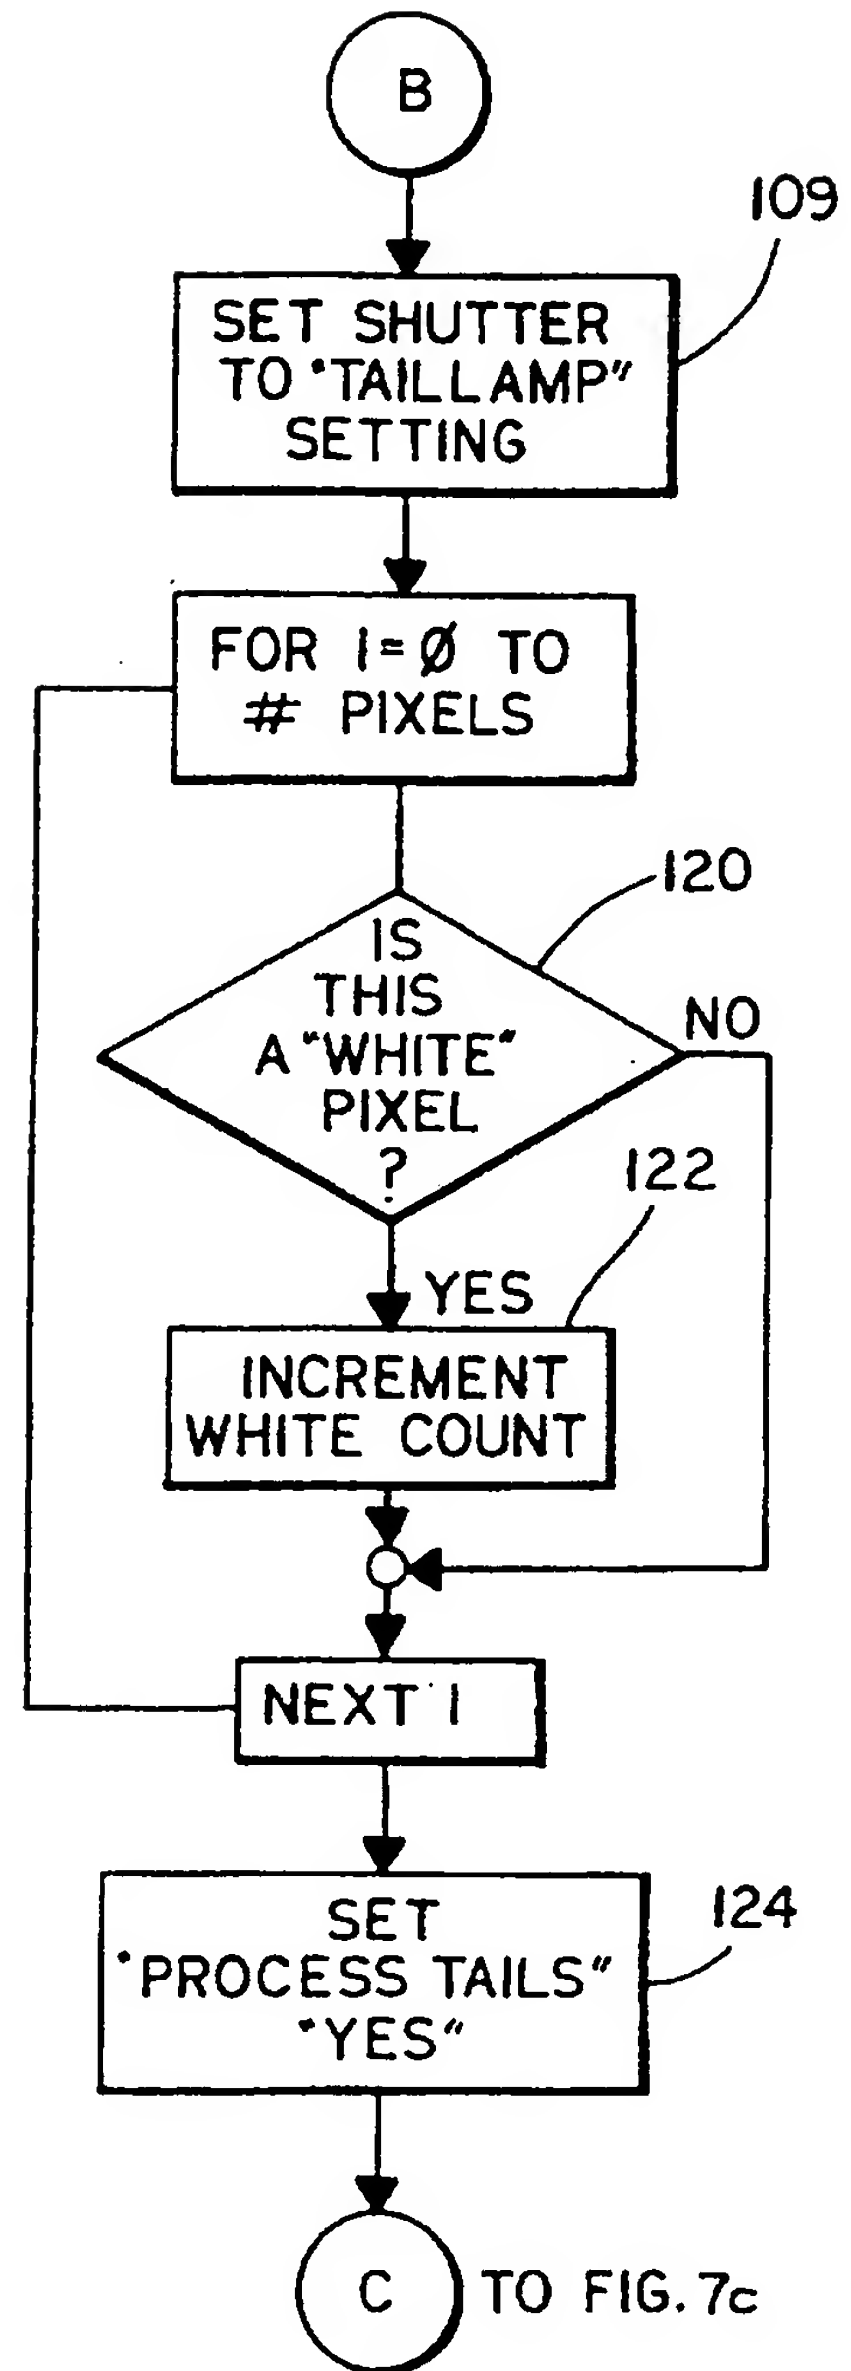 B
109
SET SHUTTER
TO "TAILLAMP"
SETTING
FOR I=Ø TO
# PIXELS
120
IS
THIS
A "WHITE"
PIXEL
?
NO
122
YES
INCREMENT
WHITE COUNT
NEXT I
124
SET
"PROCESS TAILS"
"YES"
C TO FIG. 7c